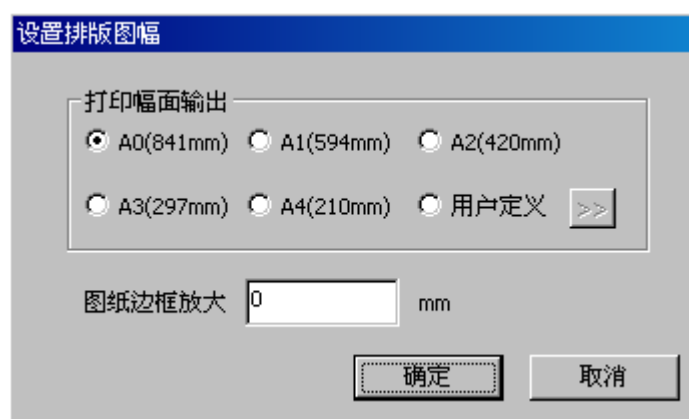 设置排版图幅
打印幅面输出
A0(841mm) A1(594mm) A2(420mm)
A3(297mm) A4(210mm) 用户定义 >>
图纸边框放大 0 mm
确定 取消